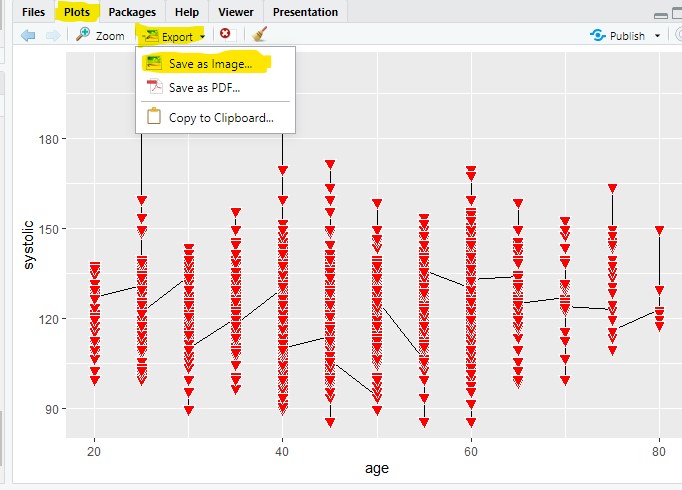 Files Plots Packages Help Viewer Presentation
Zoom Export Publish
Save as Image...
Save as PDF...
Copy to Clipboard...
180
150
120
90
systolic
20 40 60 80
age